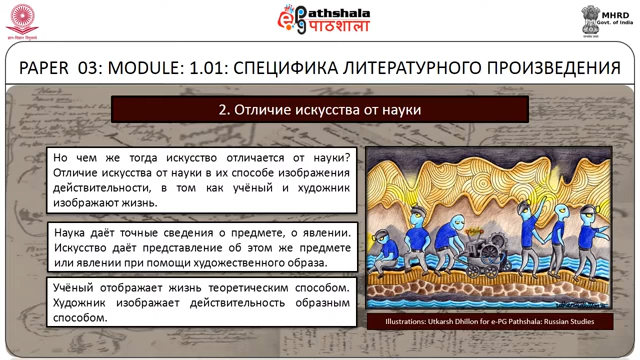 ePathshala
पाठशाला
MHRD
Govt. of India
PAPER 03: MODULE: 1.01: СПЕЦИФИКА ЛИТЕРАТУРНОГО ПРОИЗВЕДЕНИЯ
2. Отличие искусства от науки
Но чем же тогда искусство отличается от науки?
Отличие искусства от науки в их способе изображения
действительности, в том как учёный и художник
изображают жизнь.
Наука даёт точные сведения о предмете, о явлении.
Искусство даёт представление об этом же предмете
или явлении при помощи художественного образа.
Учёный отображает жизнь теоретическим способом.
Художник изображает действительность образным
способом.
Illustrations: Utkarsh Dhillon for e-PG Pathshala: Russian Studies